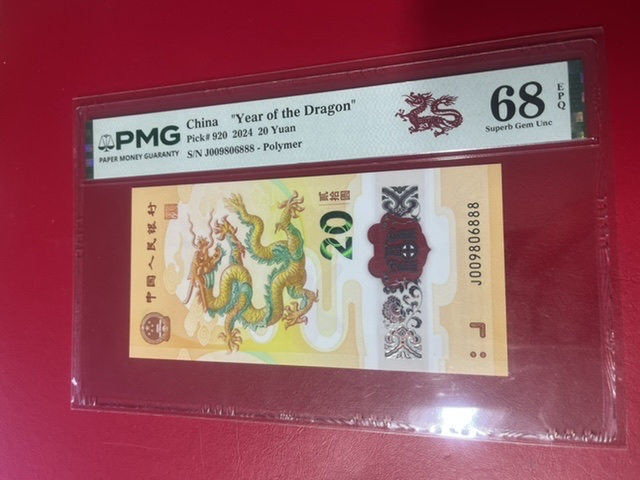 PMG
PAPER MONEY GUARANTY
China "Year of the Dragon"
Pick# 920 2024 20 Yuan
S/N J009806888 - Polymer
68
EPQ
Superb Gem Unc
中国人民银行
贰拾圆
20
J009806888